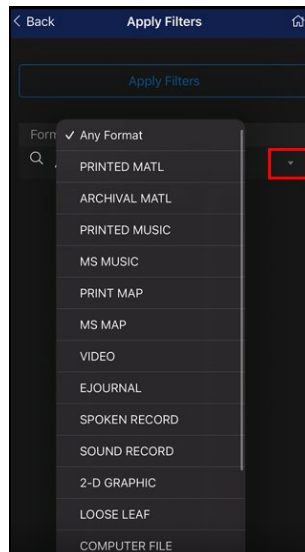 Back Apply Filters
Apply Filters
Form
✓ Any Format
PRINTED MATL
ARCHIVAL MATL
PRINTED MUSIC
MS MUSIC
PRINT MAP
MS MAP
VIDEO
EJOURNAL
SPOKEN RECORD
SOUND RECORD
2-D GRAPHIC
LOOSE LEAF
COMPUTER FILE